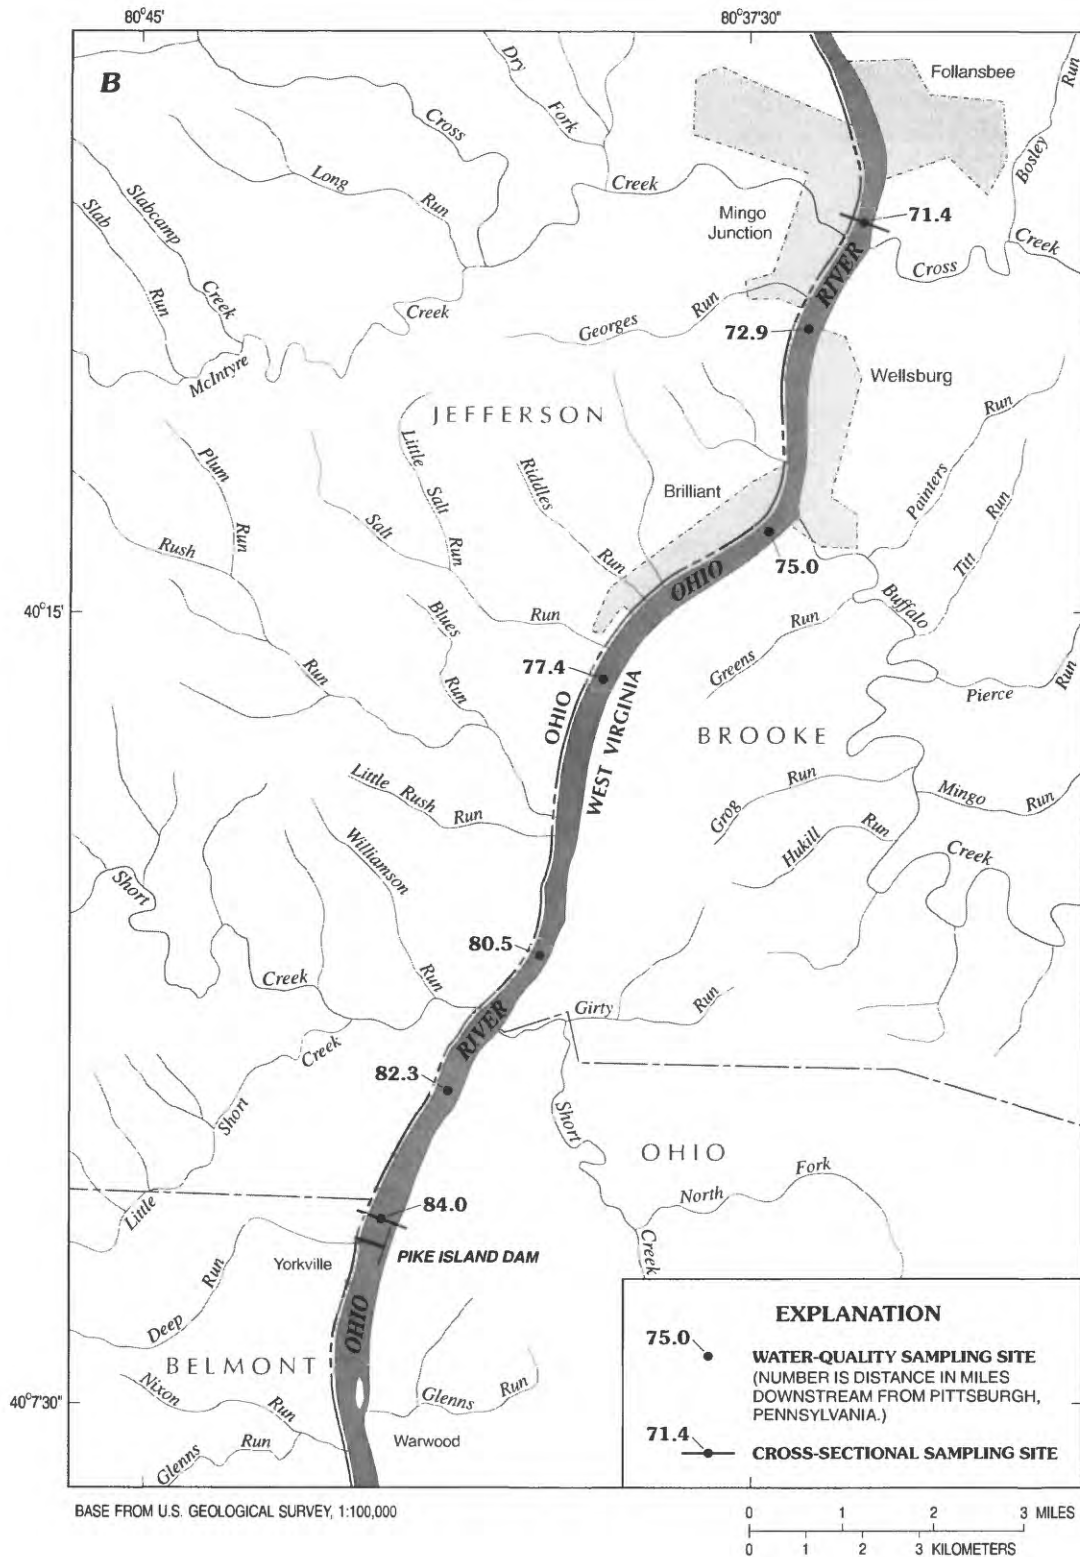 80°45'
80°37'30"
B
Follansbee
Dry
Fork
Run
Bosley
Cross
Long
Run
Creek
Slabcamp
Slab
Creek
Run
Mingo
Junction
71.4
Creek
Cross
RIVER
Run
Georges
72.9
Creek
McIntyre
Wellsburg
JEFFERSON
Run
Little
Salt
Run
Riddles
Run
Brilliant
Painters
Plum
Run
Salt
Rush
Run
Titt
75.0
OHIO
40°15'
Blues
Run
Run
Buffalo
Run
Greens
77.4
Run
Pierce
Run
OHIO
WEST VIRGINIA
BROOKE
Little
Rush
Run
Run
Grog
Mingo
Run
Hukill
Run
Creek
Williamson
Run
Short
80.5
Creek
Girty
Run
RIVER
Creek
82.3
Short
Short
OHIO
Fork
North
Little
84.0
Creek
Yorkville
PIKE ISLAND DAM
Run
Deep
OHIO
BELMONT
40°7'30"
Nixon
Run
Glenns
Run
Glenns
Run
Warwood
EXPLANATION
75.0
WATER-QUALITY SAMPLING SITE
(NUMBER IS DISTANCE IN MILES
DOWNSTREAM FROM PITTSBURGH,
PENNSYLVANIA.)
71.4
CROSS-SECTIONAL SAMPLING SITE
BASE FROM U.S. GEOLOGICAL SURVEY, 1:100,000
0 1 2 3 MILES
0 1 2 3 KILOMETERS